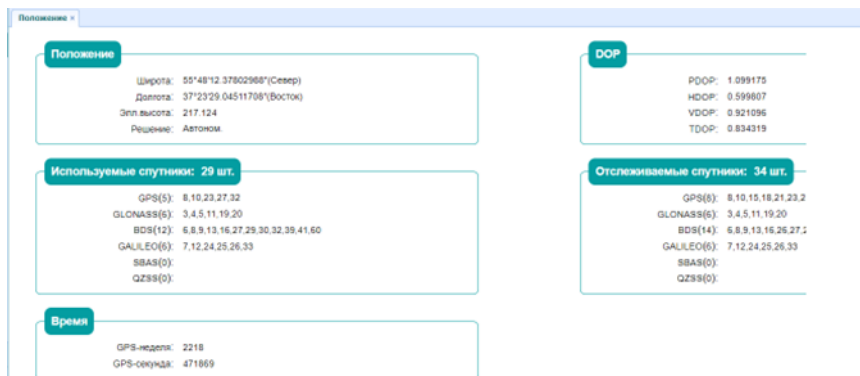 Положение ×
Положение
Широта: 55°48'12.37802988"(Север)
Долгота: 37°23'29.04511708"(Восток)
Элл.высота: 217.124
Решение: Автоном.
DOP
PDOP: 1.099175
HDOP: 0.599807
VDOP: 0.921096
TDOP: 0.834319
Используемые спутники: 29 шт.
GPS(5): 8,10,23,27,32
GLONASS(6): 3,4,5,11,19,20
BDS(12): 6,8,9,13,16,27,29,30,32,39,41,60
GALILEO(6): 7,12,24,25,26,33
SBAS(0):
QZSS(0):
Отслеживаемые спутники: 34 шт.
GPS(8): 8,10,15,18,21,23,2
GLONASS(6): 3,4,5,11,19,20
BDS(14): 6,8,9,13,16,26,27,2
GALILEO(6): 7,12,24,25,26,33
SBAS(0):
QZSS(0):
Время
GPS-неделя: 2218
GPS-секунда: 471869